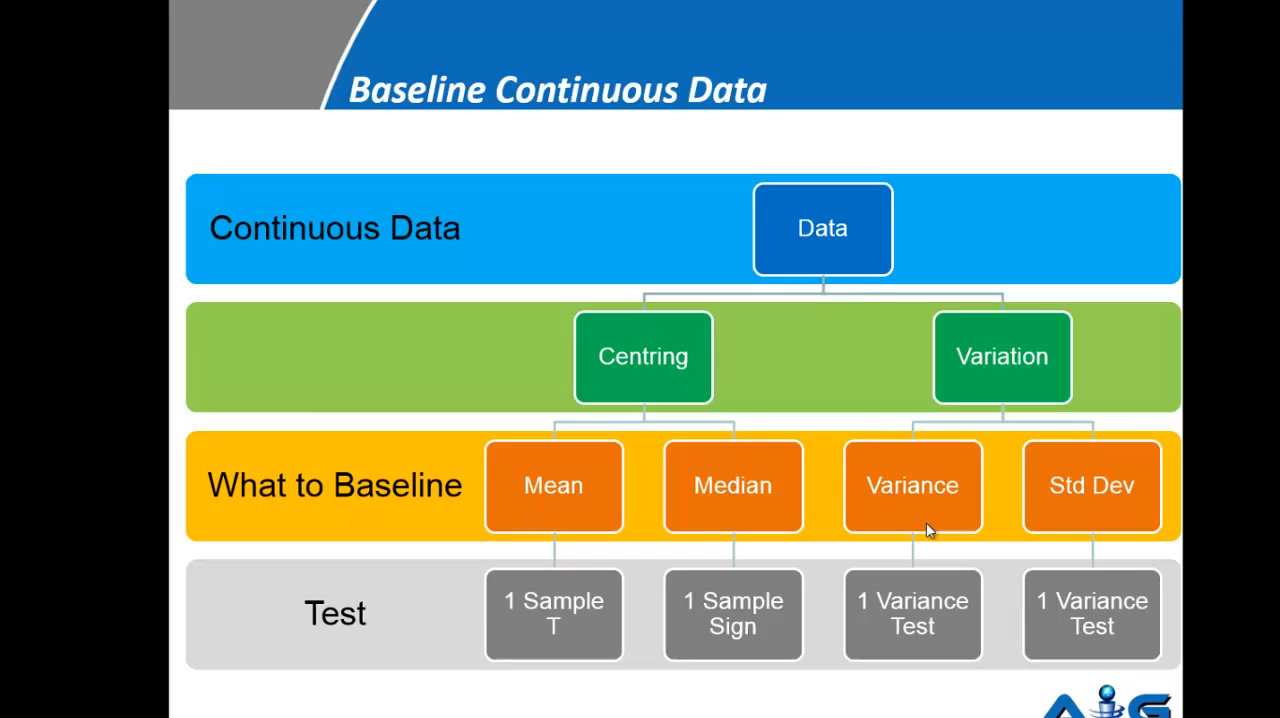 Baseline Continuous Data
Continuous Data
Data
Centring
Variation
What to Baseline
Mean
Median
Variance
Std Dev
Test
1 Sample
T
1 Sample
Sign
1 Variance
Test
1 Variance
Test